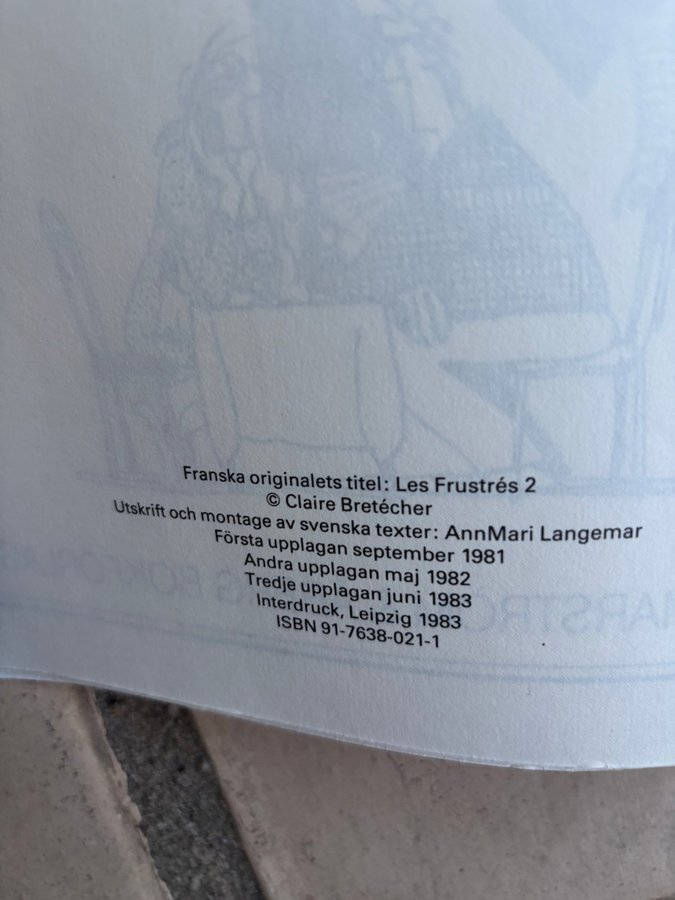 Franska originalets titel: Les Frustrés 2
© Claire Bretécher
Utskrift och montage av svenska texter: AnnMari Langemar
Första upplagan september 1981
Andra upplagan maj 1982
Tredje upplagan juni 1983
Interdruck, Leipzig 1983
ISBN 91-7638-021-1